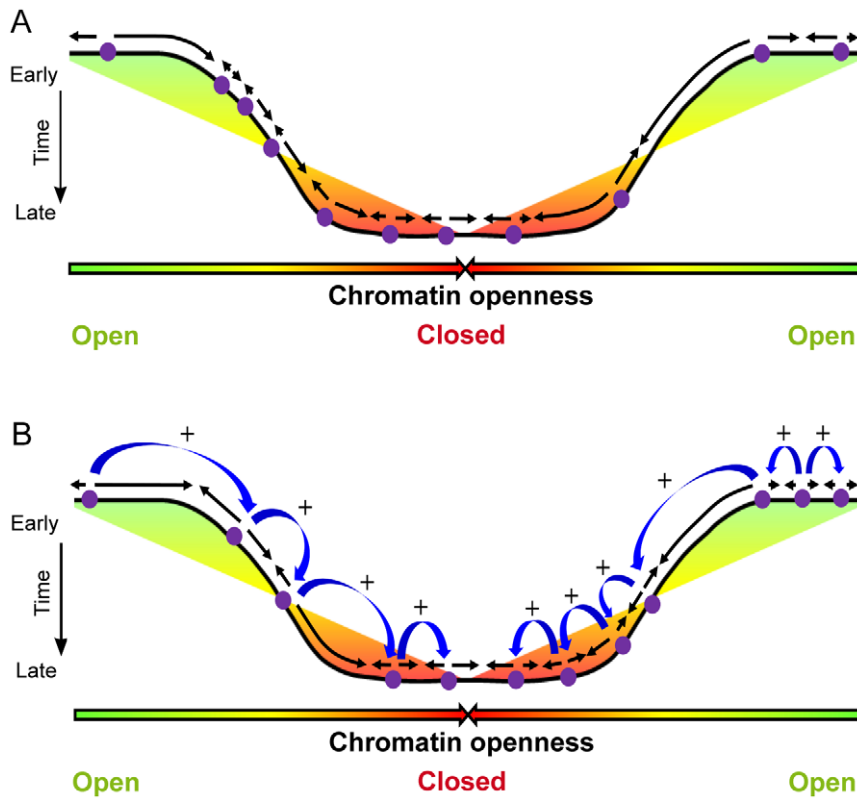 A
Early
Time
Late
Chromatin openness
Open Closed Open
B
+ + +
+ +
Early
+ +
Time
+ + +
Late
Chromatin openness
Open Closed Open